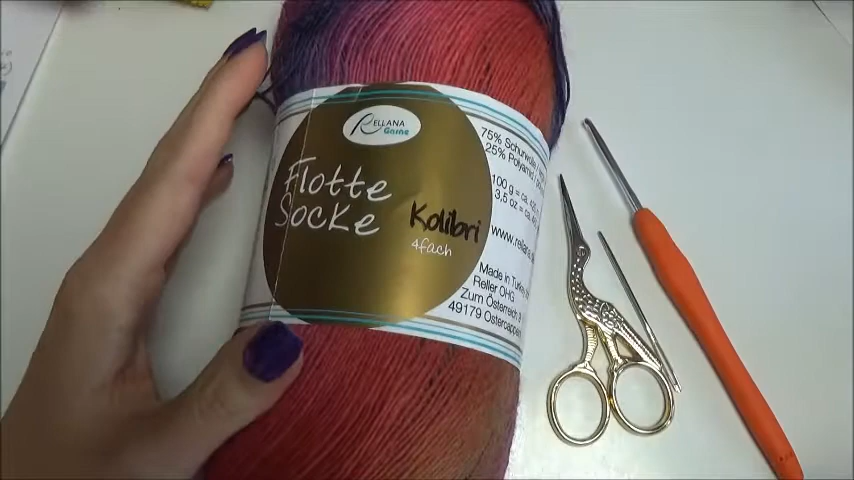 RELLANA
Garne
Flotte
Socke
Kolibri
4fach
75% Schurwolle
25% Polyamid
100 g = ca.
3,5 oz = ca.
www.rellana
Made in Turkey
Reller GmbH
Zum Österreich
49179 Ostercappeln